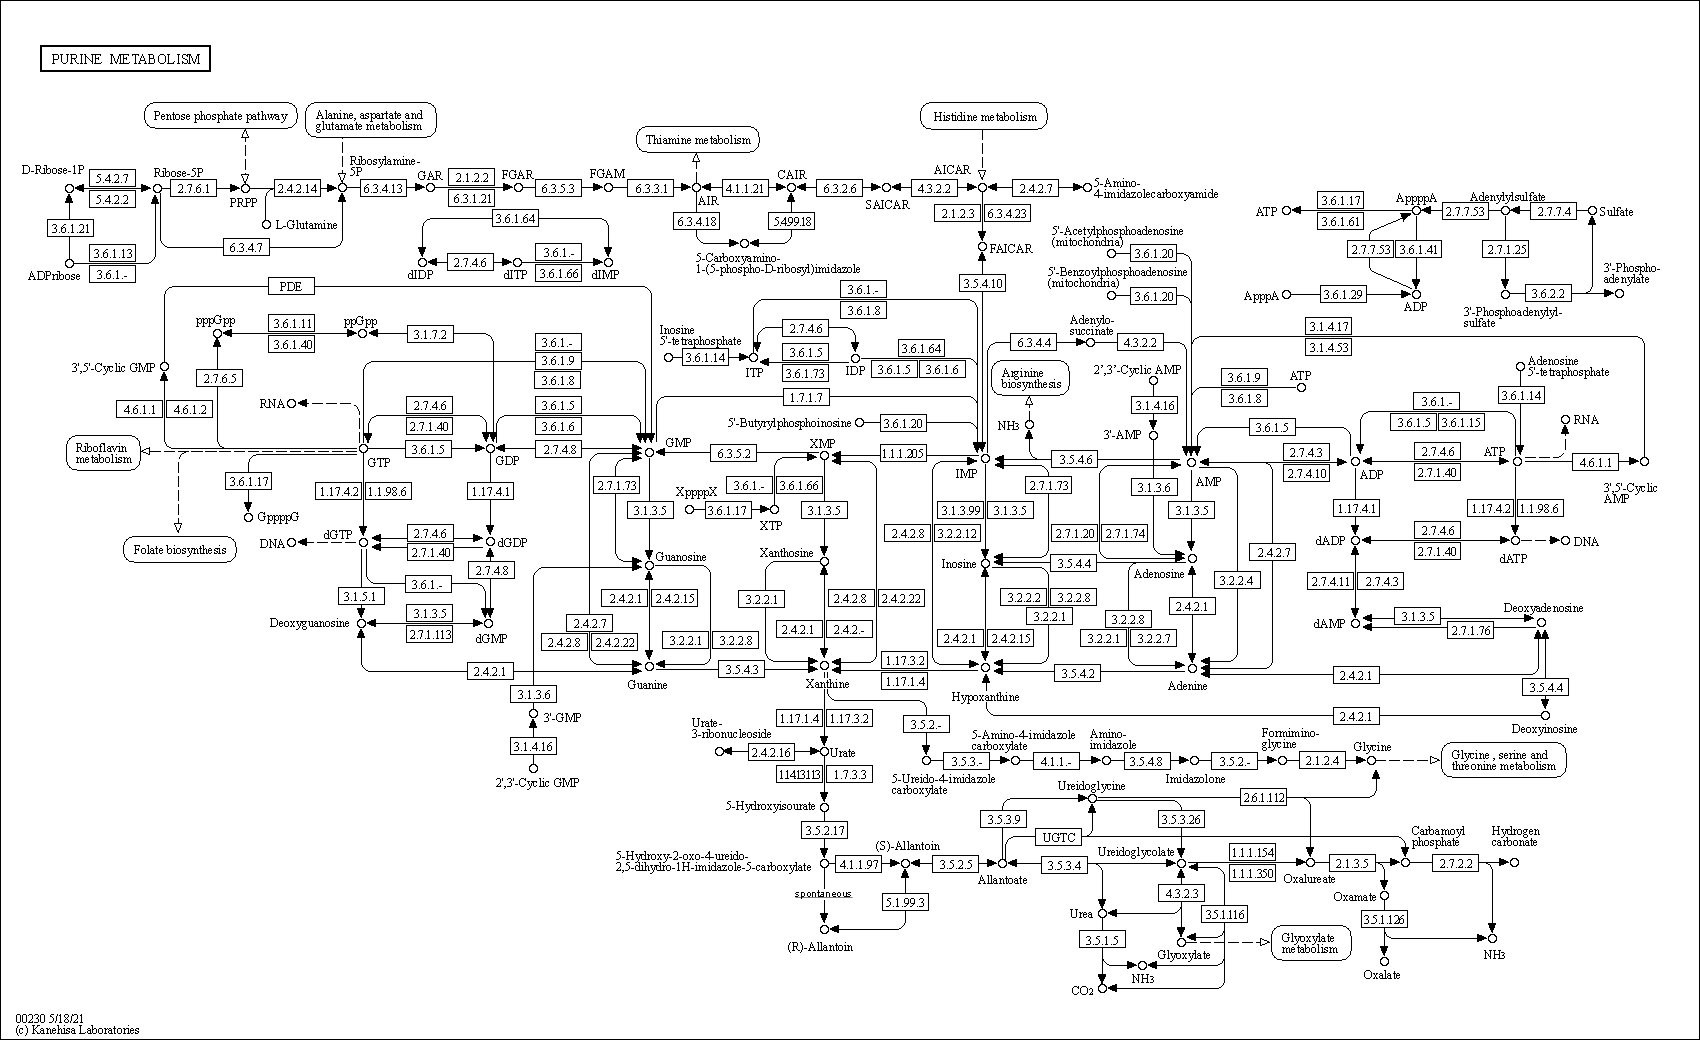 PURINE METABOLISM
Pentose phosphate pathway
Alanine, aspartate and
glutamate metabolism
Thiamine metabolism
Histidine metabolism
D-Ribose-1P
5.4.2.7
5.4.2.2
Ribose-5P
2.7.6.1
PRPP
2.4.2.14
Ribosylamine-
5P
6.3.4.13
GAR
2.1.2.2
6.3.1.21
FGAR
6.3.5.3
FGAM
6.3.3.1
AIR
4.1.1.21
CAIR
6.3.2.6
SAICAR
4.3.2.2
AICAR
2.4.2.7
5-Amino-
4-imidazolecarboxyamide
3.6.1.21
L-Glutamine
6.3.4.7
3.6.1.13
3.6.1.-
ADPribose
3.6.1.64
dIDP
2.7.4.6
dITP
3.6.1.-
3.6.1.66
dIMP
6.3.4.18
5.4.99.18
5-Carboxyamino-
1-(5-phospho-D-ribosyl)imidazole
2.1.2.3
6.3.4.23
FAICAR
3.5.4.10
5'-Acetylphosphoadenosine
(mitochondria)
3.6.1.20
5'-Benzoylphosphoadenosine
(mitochondria)
3.6.1.20
ATP
3.6.1.17
3.6.1.61
AppppA
2.7.7.53
Adenylylsulfate
2.7.7.4
Sulfate
2.7.7.53
3.6.1.41
2.7.1.25
ApppA
3.6.1.29
ADP
3.6.2.2
3'-Phospho-
adenylate
3'-Phosphoadenylyl-
sulfate
PDE
pppGpp
3.6.1.11
3.6.1.40
ppGpp
3.1.7.2
3',5'-Cyclic GMP
2.7.6.5
4.6.1.1
4.6.1.2
RNA
3.6.1.-
3.6.1.9
3.6.1.8
2.7.4.6
2.7.1.40
3.6.1.5
3.6.1.6
Inosine
5'-tetraphosphate
3.6.1.14
ITP
2.7.4.6
3.6.1.5
3.6.1.73
IDP
3.6.1.-
3.6.1.8
3.6.1.64
3.6.1.5
3.6.1.6
1.7.1.7
5'-Butyrylphosphoinosine
3.6.1.20
6.3.4.4
Adenylo-
succinate
4.3.2.2
Arginine
biosynthesis
NH3
2',3'-Cyclic AMP
3.1.4.16
3'-AMP
3.1.4.17
3.1.4.53
3.6.1.9
3.6.1.8
ATP
Adenosine
5'-tetraphosphate
3.6.1.14
3.6.1.-
3.6.1.5
3.6.1.15
3.6.1.5
RNA
Riboflavin
metabolism
GTP
3.6.1.5
GDP
2.7.4.8
GMP
6.3.5.2
XMP
1.1.1.205
IMP
3.5.4.6
AMP
2.7.4.3
2.7.4.10
ADP
2.7.4.6
2.7.1.40
ATP
4.6.1.1
3',5'-Cyclic
AMP
3.6.1.17
GppppG
1.17.4.2
1.1.98.6
1.17.4.1
2.7.1.73
3.1.3.5
XppppX
3.6.1.17
XTP
3.6.1.-
3.6.1.66
3.1.3.5
2.4.2.8
3.2.2.12
3.1.3.99
3.1.3.5
2.7.1.73
2.7.1.20
2.7.1.74
3.1.3.6
3.1.3.5
2.4.2.7
1.17.4.1
1.17.4.2
1.1.98.6
Folate biosynthesis
DNA
dGTP
2.7.4.6
2.7.1.40
dGDP
2.7.4.8
3.6.1.-
3.1.5.1
Deoxyguanosine
3.1.3.5
2.7.1.113
dGMP
Guanosine
Xanthosine
Inosine
3.5.4.4
Adenosine
3.2.2.4
dADP
2.7.4.6
2.7.1.40
dATP
DNA
2.4.2.7
2.4.2.8
2.4.2.22
2.4.2.1
2.4.2.15
3.2.2.1
3.2.2.8
3.2.2.1
2.4.2.1
2.4.2.8
2.4.2.22
2.4.2.-
2.4.2.1
2.4.2.15
3.2.2.2
3.2.2.8
3.2.2.1
3.2.2.8
3.2.2.1
3.2.2.7
2.4.2.1
2.7.4.11
2.7.4.3
dAMP
3.1.3.5
2.7.1.76
Deoxyadenosine
2.4.2.1
Guanine
3.5.4.3
Xanthine
1.17.3.2
1.17.1.4
Hypoxanthine
3.5.4.2
Adenine
2.4.2.1
3.5.4.4
2.4.2.1
Deoxyinosine
3.1.3.6
3'-GMP
3.1.4.16
2',3'-Cyclic GMP
1.17.1.4
1.17.3.2
Urate-
3-ribonucleoside
2.4.2.16
Urate
3.5.2.-
5-Ureido-4-imidazole
carboxylate
3.5.3.-
5-Amino-4-imidazole
carboxylate
4.1.1.-
Amino-
imidazole
3.5.4.8
Imidazolone
3.5.2.-
Formimino-
glycine
2.1.2.4
Glycine
Glycine , serine and
threonine metabolism
1.14.13.113
1.7.3.3
5-Hydroxyisourate
3.5.2.17
5-Hydroxy-2-oxo-4-ureido-
2,5-dihydro-1H-imidazole-5-carboxylate
4.1.1.97
(S)-Allantoin
3.5.2.5
Allantoate
3.5.3.9
Ureidoglycine
2.6.1.112
UGTC
3.5.3.26
3.5.3.4
Ureidoglycolate
1.1.1.154
1.1.1.350
Oxalureate
2.1.3.5
Carbamoyl
phosphate
2.7.2.2
Hydrogen
carbonate
spontaneous
5.1.99.3
(R)-Allantoin
Urea
4.3.2.3
3.5.1.116
3.5.1.5
Glyoxylate
Glyoxylate
metabolism
NH3
CO2
Oxamate
3.5.1.126
Oxalate
NH3
00230 5/18/21
(c) Kanehisa Laboratories